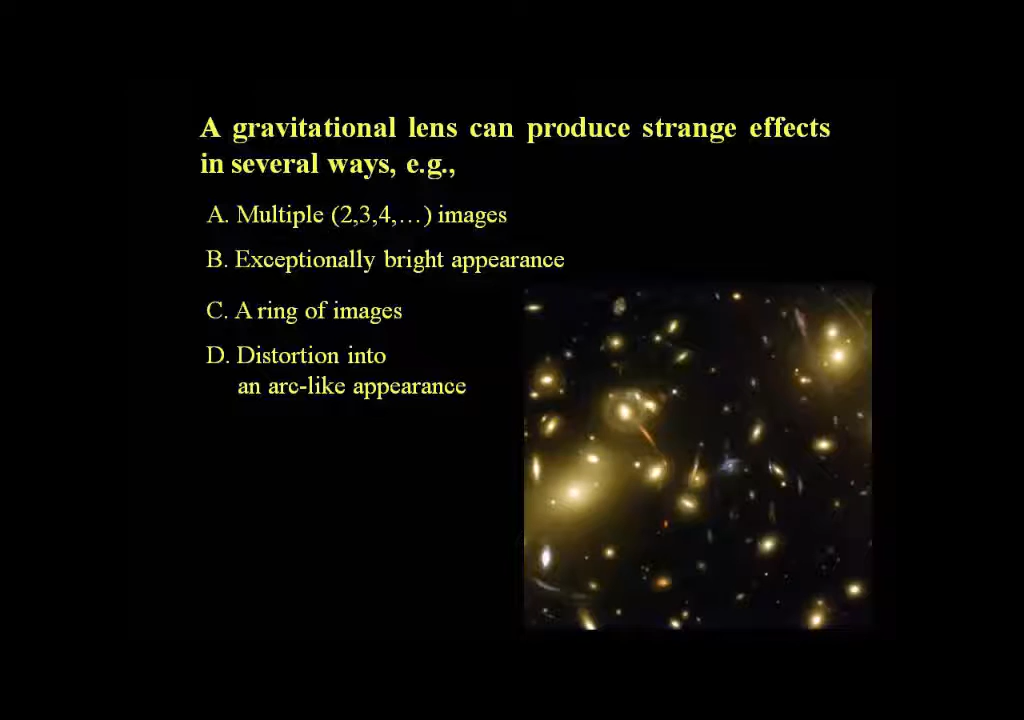 A gravitational lens can produce strange effects
in several ways, e.g.,
A. Multiple (2,3,4,…) images
B. Exceptionally bright appearance
C. A ring of images
D. Distortion into
an arc-like appearance